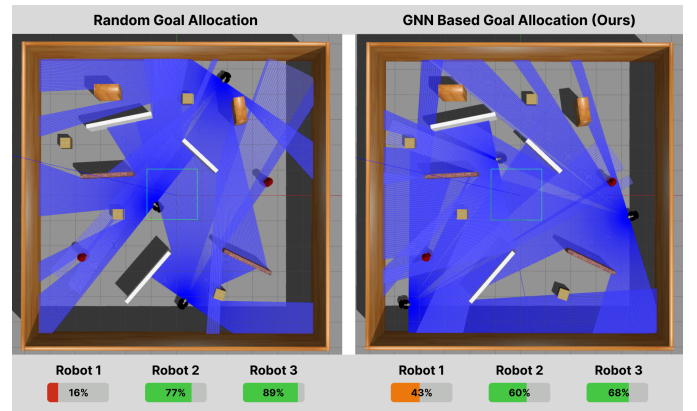 Random Goal Allocation
GNN Based Goal Allocation (Ours)
Robot 1
Robot 2
Robot 3
Robot 1
Robot 2
Robot 3
16%
77%
89%
43%
60%
68%